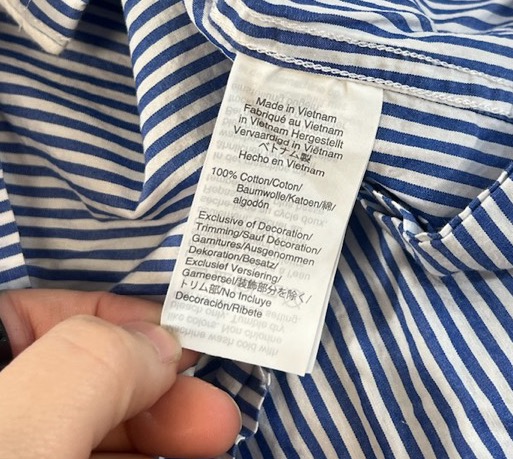 Made in Vietnam
Fabriqué au Vietnam
in Vietnam Hergestellt
Vervaardigd in Viëtnam
ベトナム製
Hecho en Vietnam
100% Cotton/Coton/
Baumwolle/Katoen/綿/
algodón
Exclusive of Decoration/
Trimming/Sauf Décoration/
Garnitures/Ausgenommen
Dekoration/Besatz/
Exclusief Versiering/
Gameersel/装飾部分を除く/
トリム部/No Incluye
Decoración/Ribete